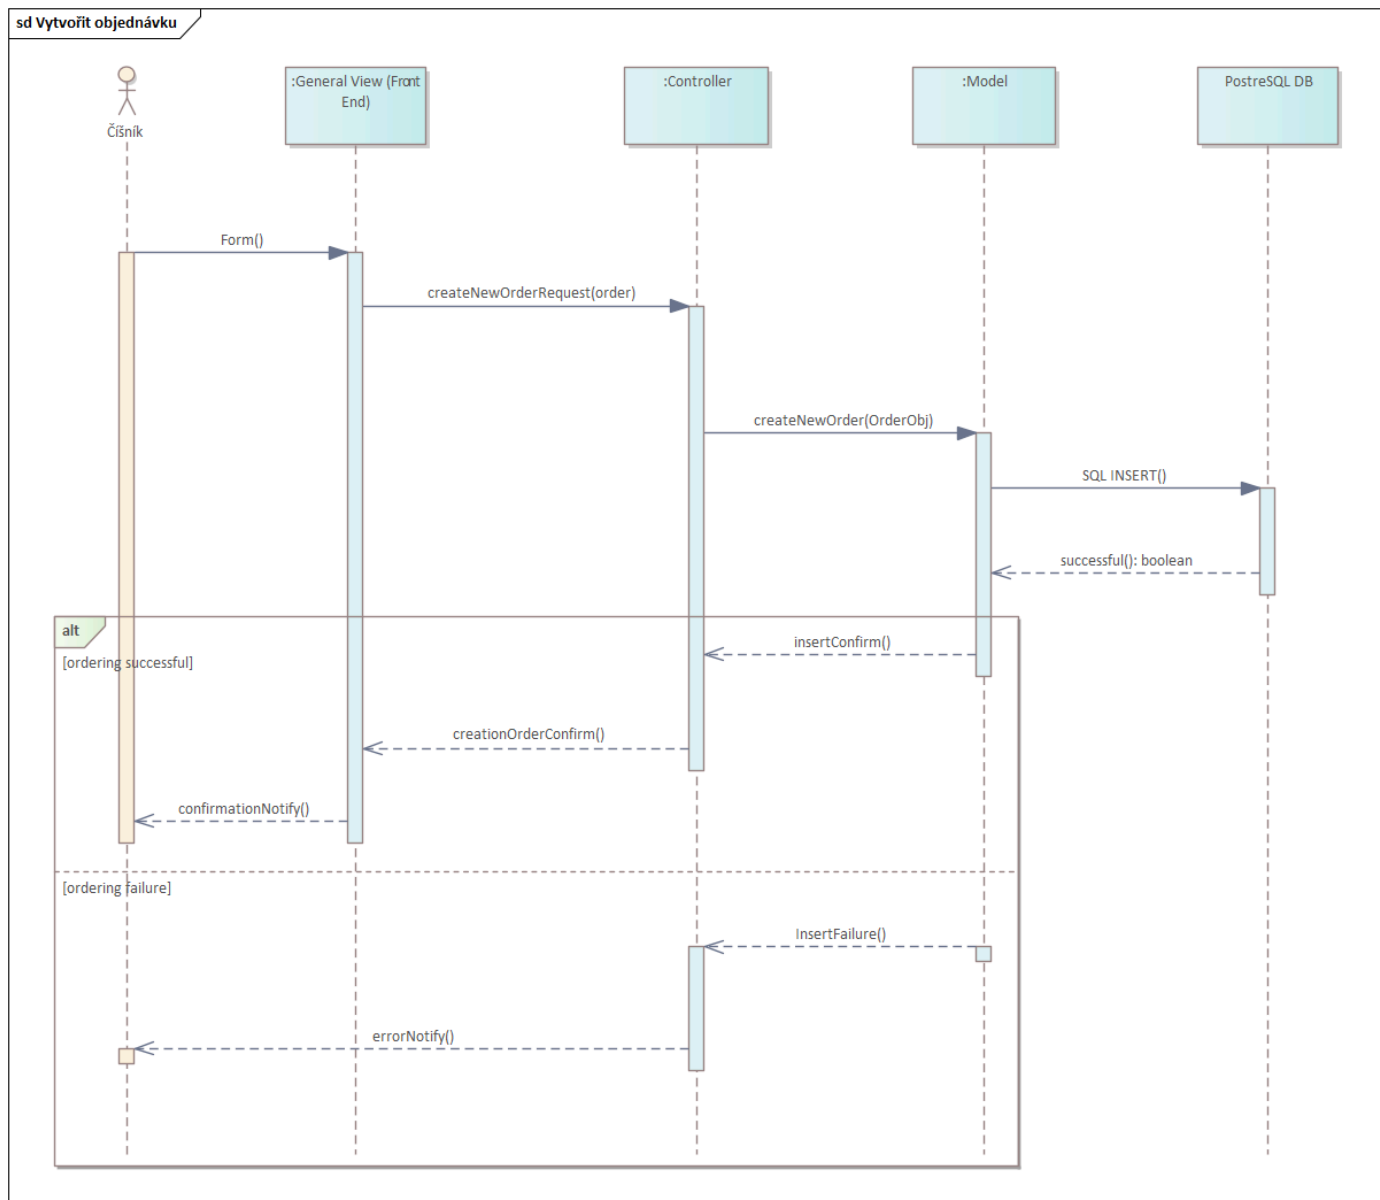 sd Vytvořit objednávku
Číšník
:General View (Front
End)
:Controller
:Model
PostreSQL DB
Form()
createNewOrderRequest(order)
createNewOrder(OrderObj)
SQL INSERT()
successful(): boolean
alt
[ordering successful]
insertConfirm()
creationOrderConfirm()
confirmationNotify()
[ordering failure]
InsertFailure()
errorNotify()